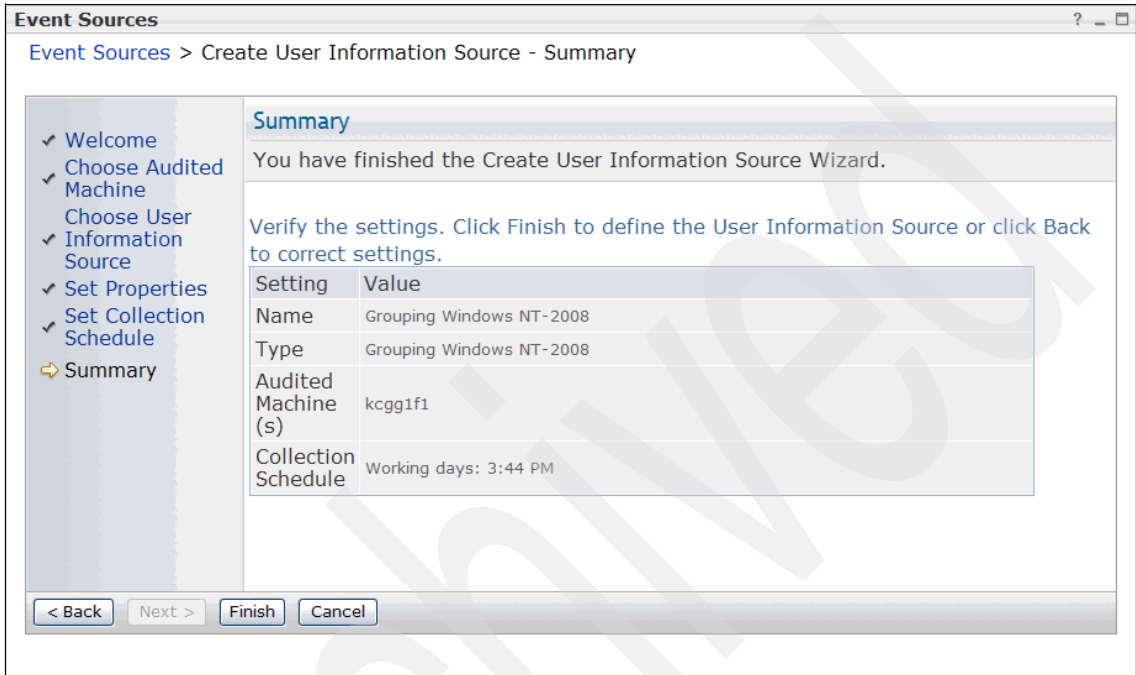 Event Sources ? _
Event Sources > Create User Information Source - Summary
Welcome
Choose Audited
Machine
Choose User
Information
Source
Set Properties
Set Collection
Schedule
Summary
Summary
You have finished the Create User Information Source Wizard.
Verify the settings. Click Finish to define the User Information Source or click Back
to correct settings.
Setting Value
Name Grouping Windows NT-2008
Type Grouping Windows NT-2008
Audited
Machine
(s) kcgg1f1
Collection
Schedule Working days: 3:44 PM
< Back Next > Finish Cancel